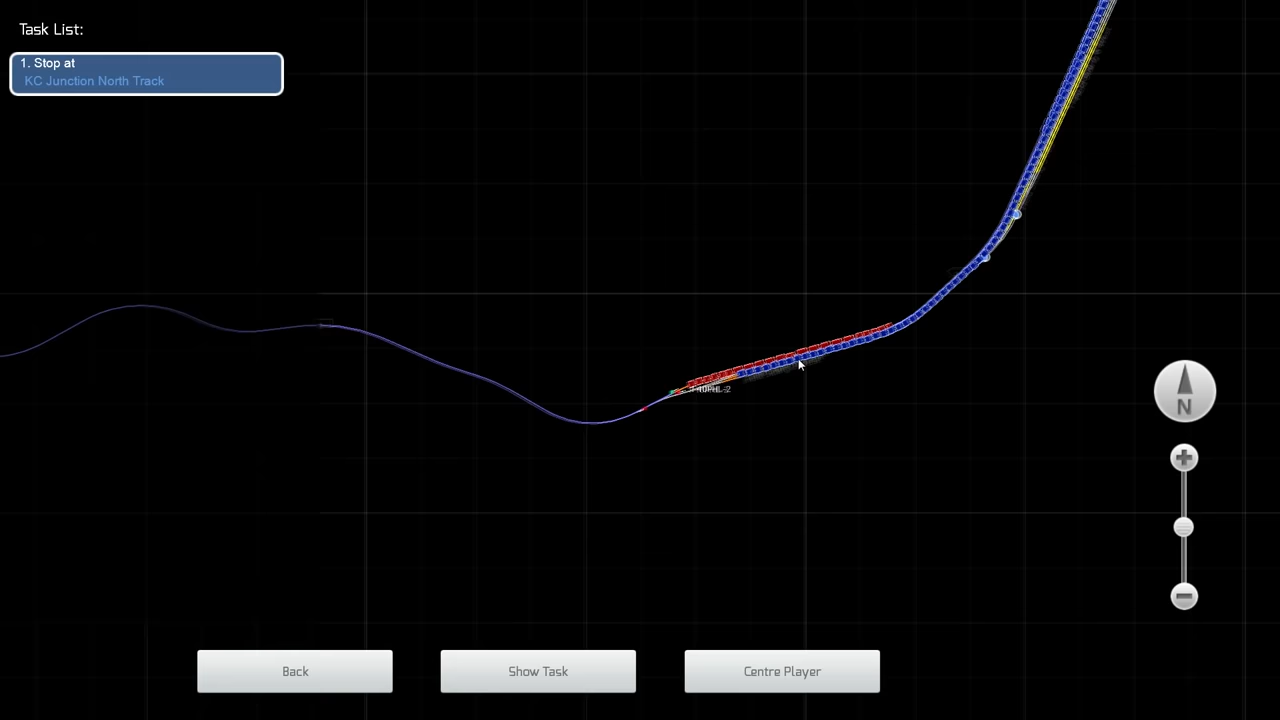 Task List:
1. Stop at
KC Junction North Track
N
Back
Show Task
Centre Player